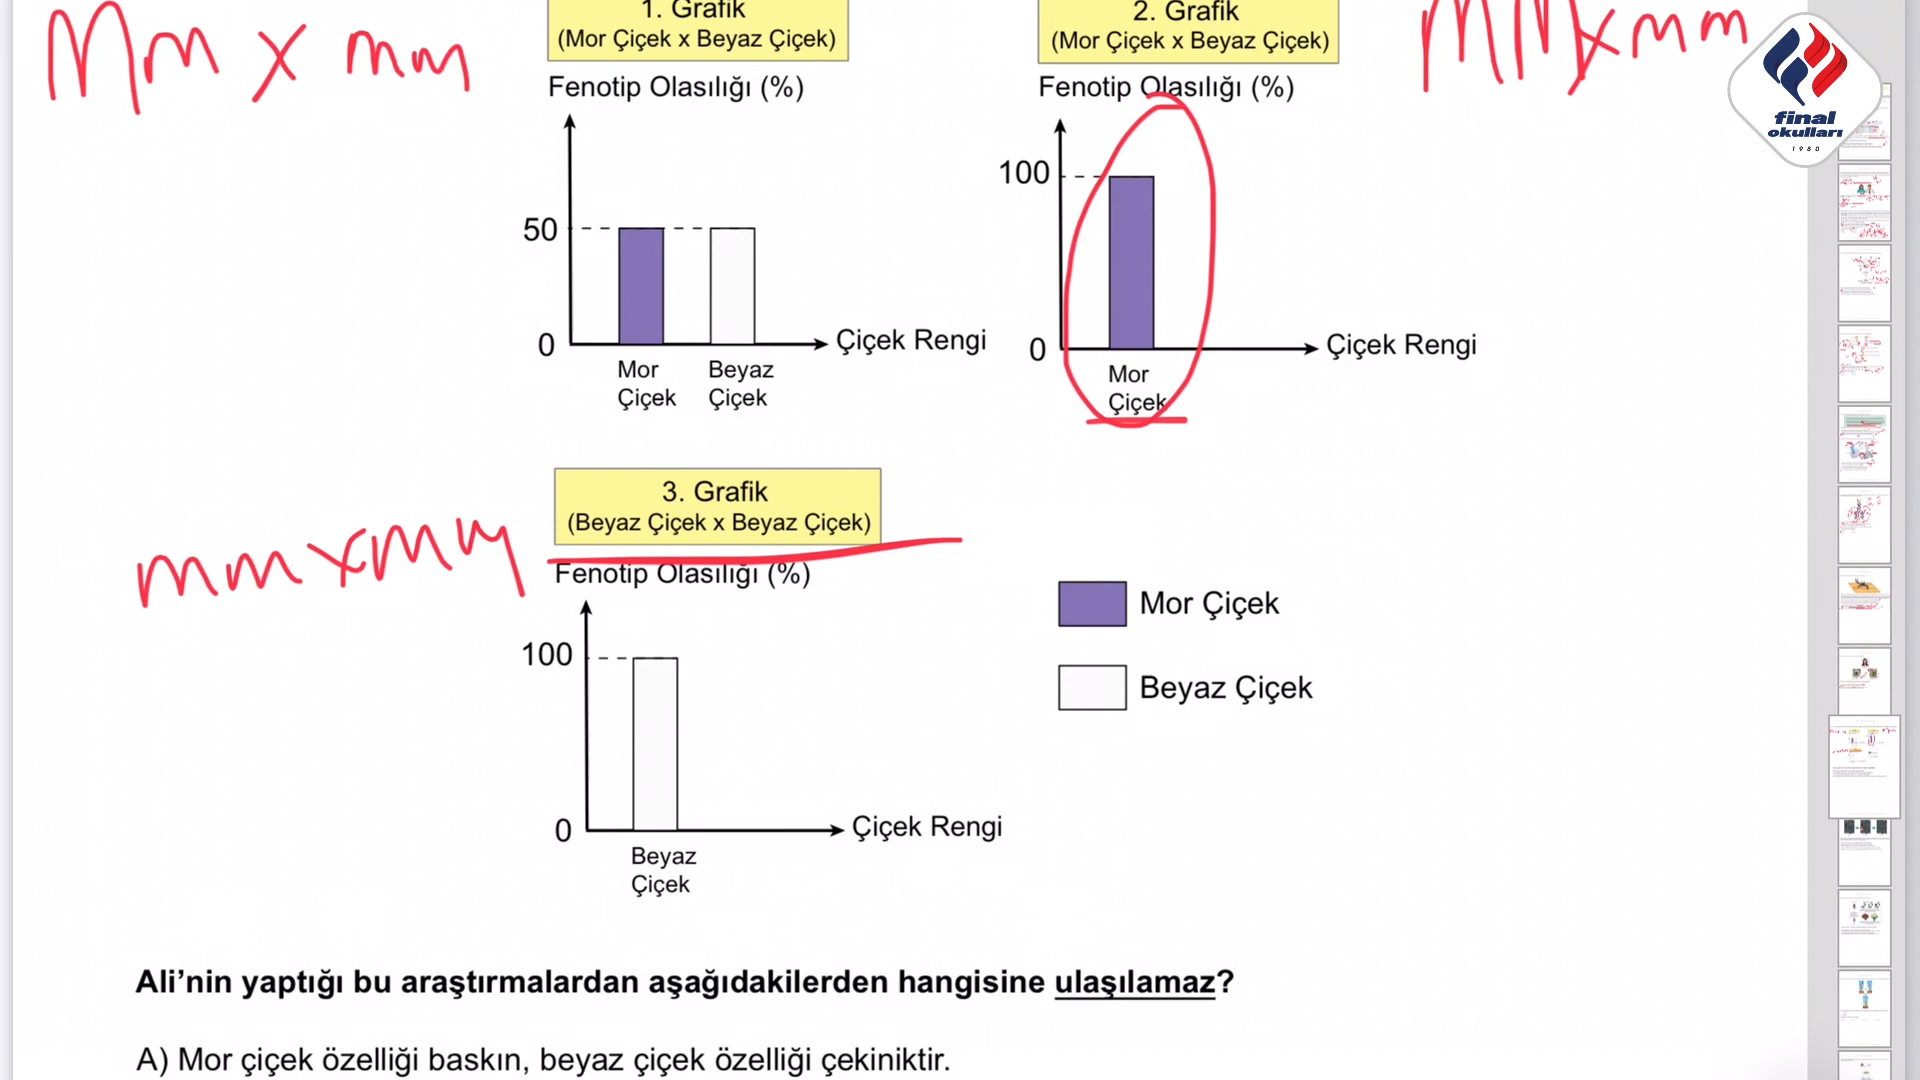 Mm x mm
1. Grafik
(Mor Çiçek x Beyaz Çiçek)
Fenotip Olasılığı (%)
50
0
Mor
Çiçek
Beyaz
Çiçek
Çiçek Rengi
MM x mm
2. Grafik
(Mor Çiçek x Beyaz Çiçek)
Fenotip Olasılığı (%)
100
0
Mor
Çiçek
Çiçek Rengi
final
okulları
1980
mm x mm
3. Grafik
(Beyaz Çiçek x Beyaz Çiçek)
Fenotip Olasılığı (%)
100
0
Beyaz
Çiçek
Çiçek Rengi
Mor Çiçek
Beyaz Çiçek
Ali’nin yaptığı bu araştırmalardan aşağıdakilerden hangisine ulaşılamaz?
A) Mor çiçek özelliği baskın, beyaz çiçek özelliği çekiniktir.